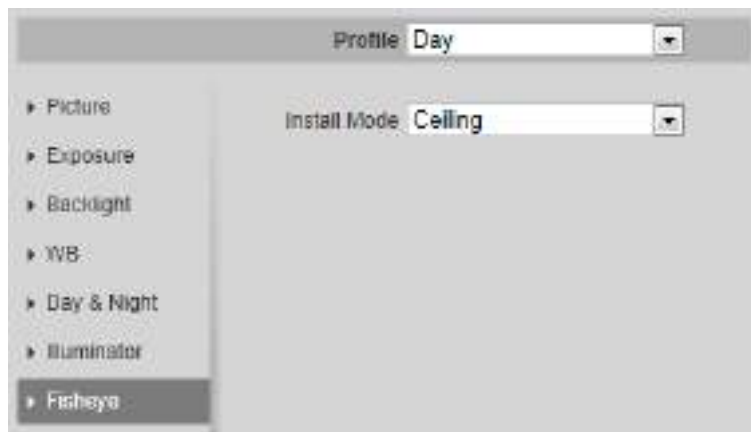 Profile Day
Install Mode Ceiling
Picture
Exposure
Backlight
WB
Day & Night
Illuminator
Fisheye